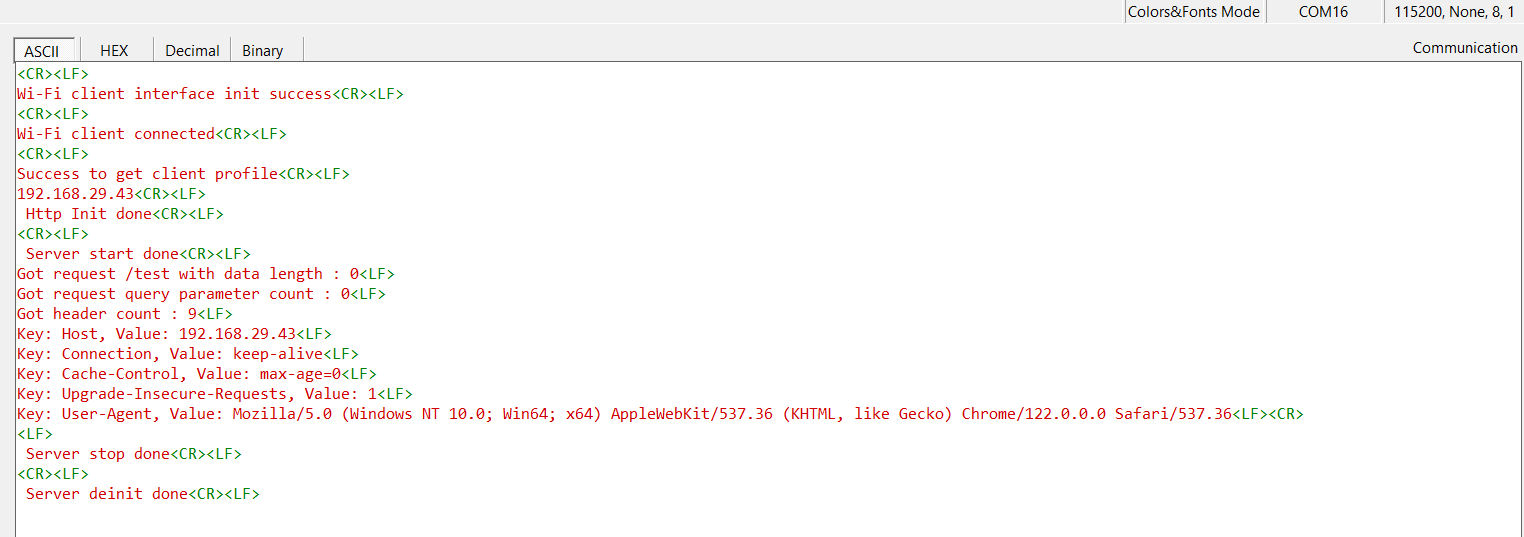 Colors&Fonts Mode COM16 115200, None, 8, 1
ASCII HEX Decimal Binary Communication
<CR><LF>
Wi-Fi client interface init success<CR><LF>
<CR><LF>
Wi-Fi client connected<CR><LF>
<CR><LF>
Success to get client profile<CR><LF>
192.168.29.43<CR><LF>
 Http Init done<CR><LF>
<CR><LF>
 Server start done<CR><LF>
Got request /test with data length : 0<LF>
Got request query parameter count : 0<LF>
Got header count : 9<LF>
Key: Host, Value: 192.168.29.43<LF>
Key: Connection, Value: keep-alive<LF>
Key: Cache-Control, Value: max-age=0<LF>
Key: Upgrade-Insecure-Requests, Value: 1<LF>
Key: User-Agent, Value: Mozilla/5.0 (Windows NT 10.0; Win64; x64) AppleWebKit/537.36 (KHTML, like Gecko) Chrome/122.0.0.0 Safari/537.36<LF><CR>
<LF>
 Server stop done<CR><LF>
<CR><LF>
 Server deinit done<CR><LF>